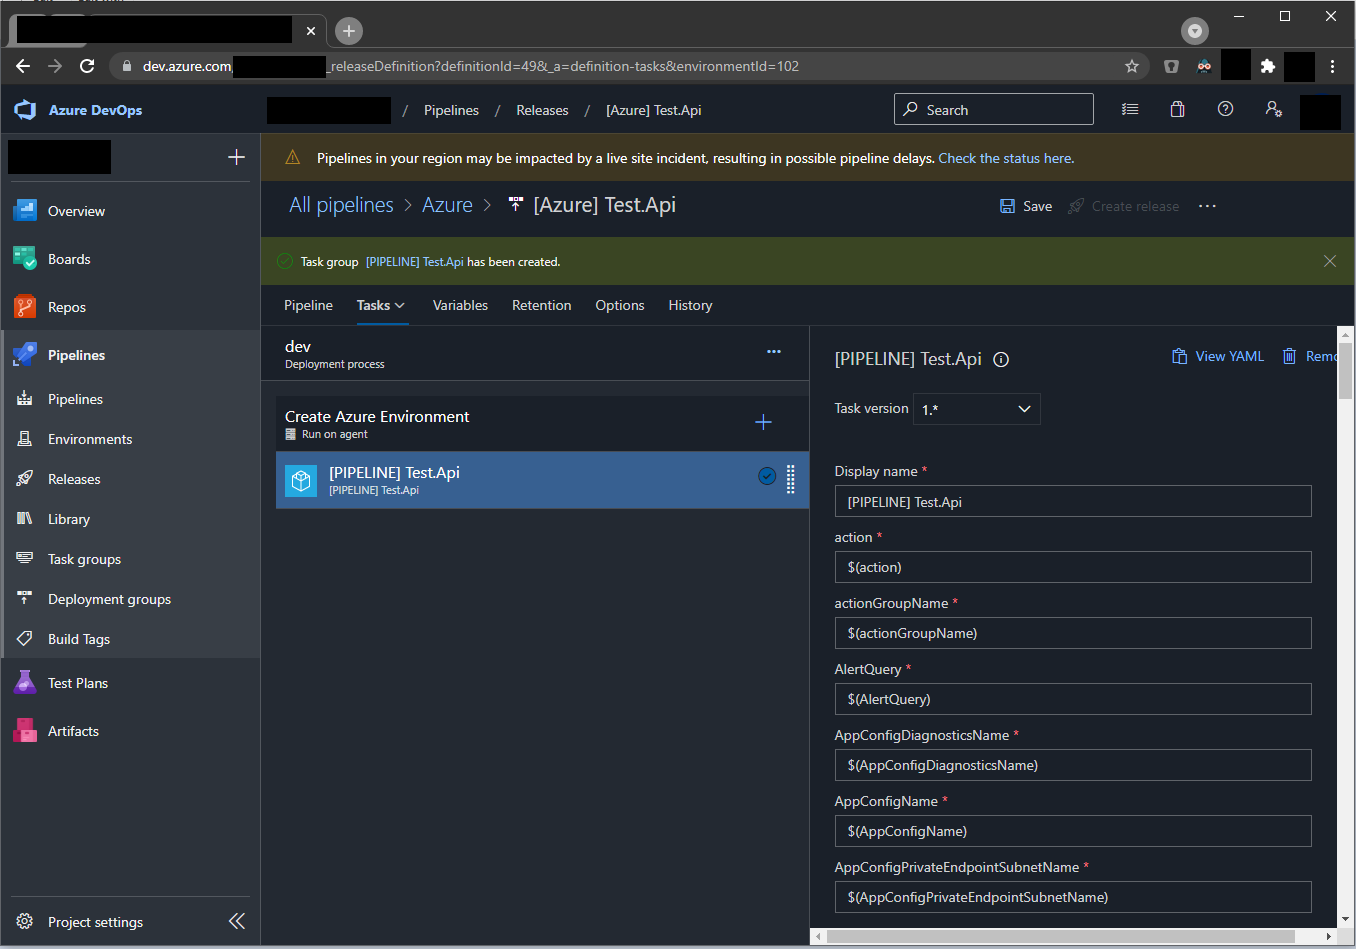 dev.azure.com/
_releaseDefinition?definitionId=49&_a=definition-tasks&environmentId=102
Azure DevOps
/ Pipelines / Releases / [Azure] Test.Api
Search
Pipelines in your region may be impacted by a live site incident, resulting in possible pipeline delays. Check the status here.
Overview
Boards
Repos
Pipelines
Pipelines
Environments
Releases
Library
Task groups
Deployment groups
Build Tags
Test Plans
Artifacts
Project settings
All pipelines > Azure > [Azure] Test.Api
Save
Create release
Task group [PIPELINE] Test.Api has been created.
Pipeline
Tasks
Variables
Retention
Options
History
dev
Deployment process
Create Azure Environment
Run on agent
[PIPELINE] Test.Api
[PIPELINE] Test.Api
[PIPELINE] Test.Api
View YAML
Remo
Task version 1.*
Display name *
[PIPELINE] Test.Api
action *
$(action)
actionGroupName *
$(actionGroupName)
AlertQuery *
$(AlertQuery)
AppConfigDiagnosticsName *
$(AppConfigDiagnosticsName)
AppConfigName *
$(AppConfigName)
AppConfigPrivateEndpointSubnetName *
$(AppConfigPrivateEndpointSubnetName)